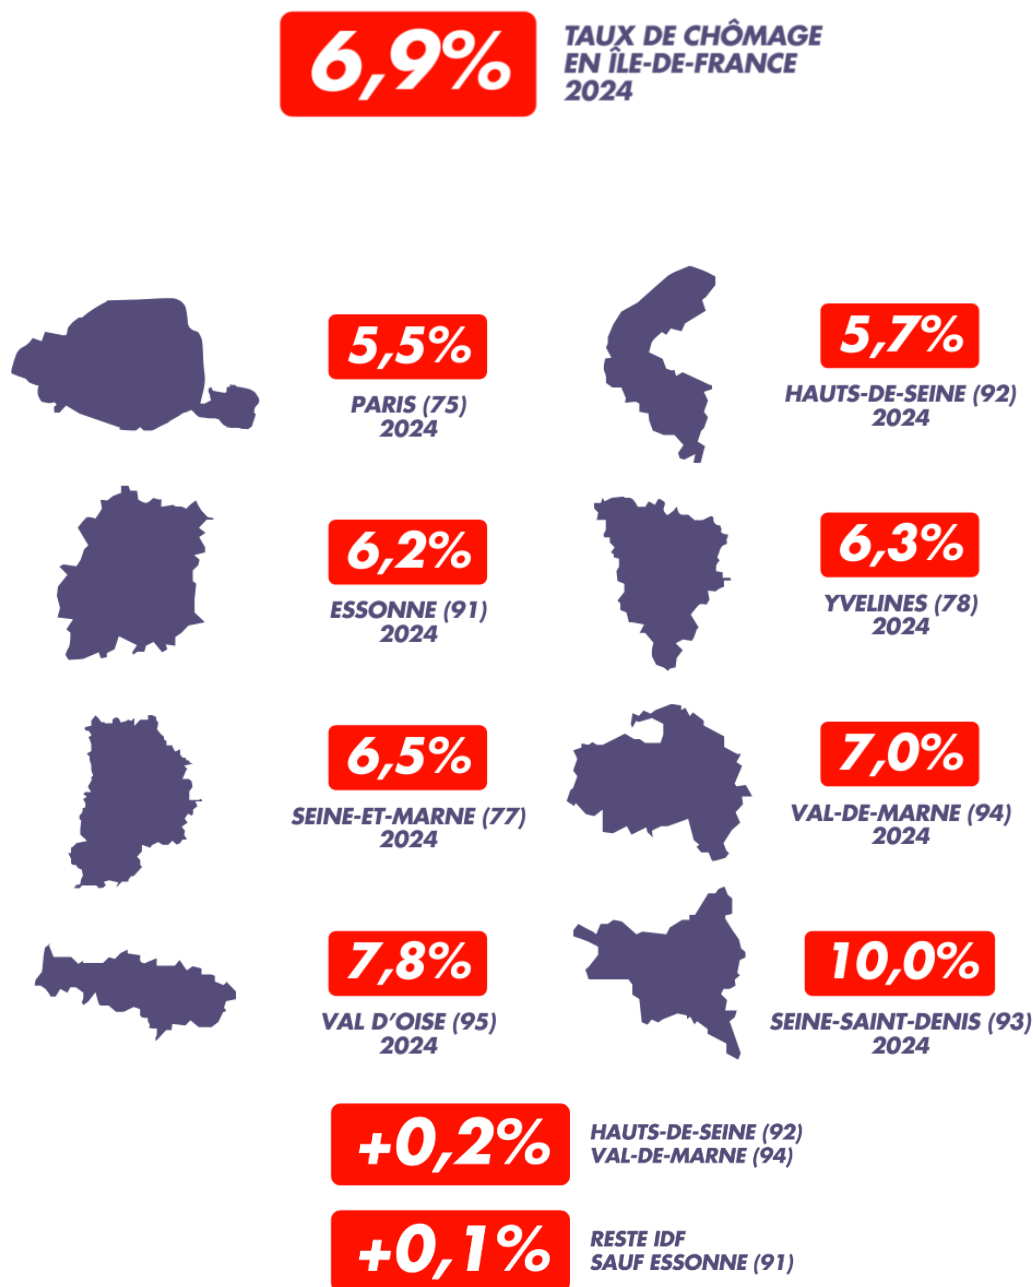 6,9%
TAUX DE CHÔMAGE
EN ÎLE-DE-FRANCE
2024
5,5%
PARIS (75)
2024
5,7%
HAUTS-DE-SEINE (92)
2024
6,2%
ESSONNE (91)
2024
6,3%
YVELINES (78)
2024
6,5%
SEINE-ET-MARNE (77)
2024
7,0%
VAL-DE-MARNE (94)
2024
7,8%
VAL D'OISE (95)
2024
10,0%
SEINE-SAINT-DENIS (93)
2024
+0,2%
HAUTS-DE-SEINE (92)
VAL-DE-MARNE (94)
+0,1%
RESTE IDF
SAUF ESSONNE (91)